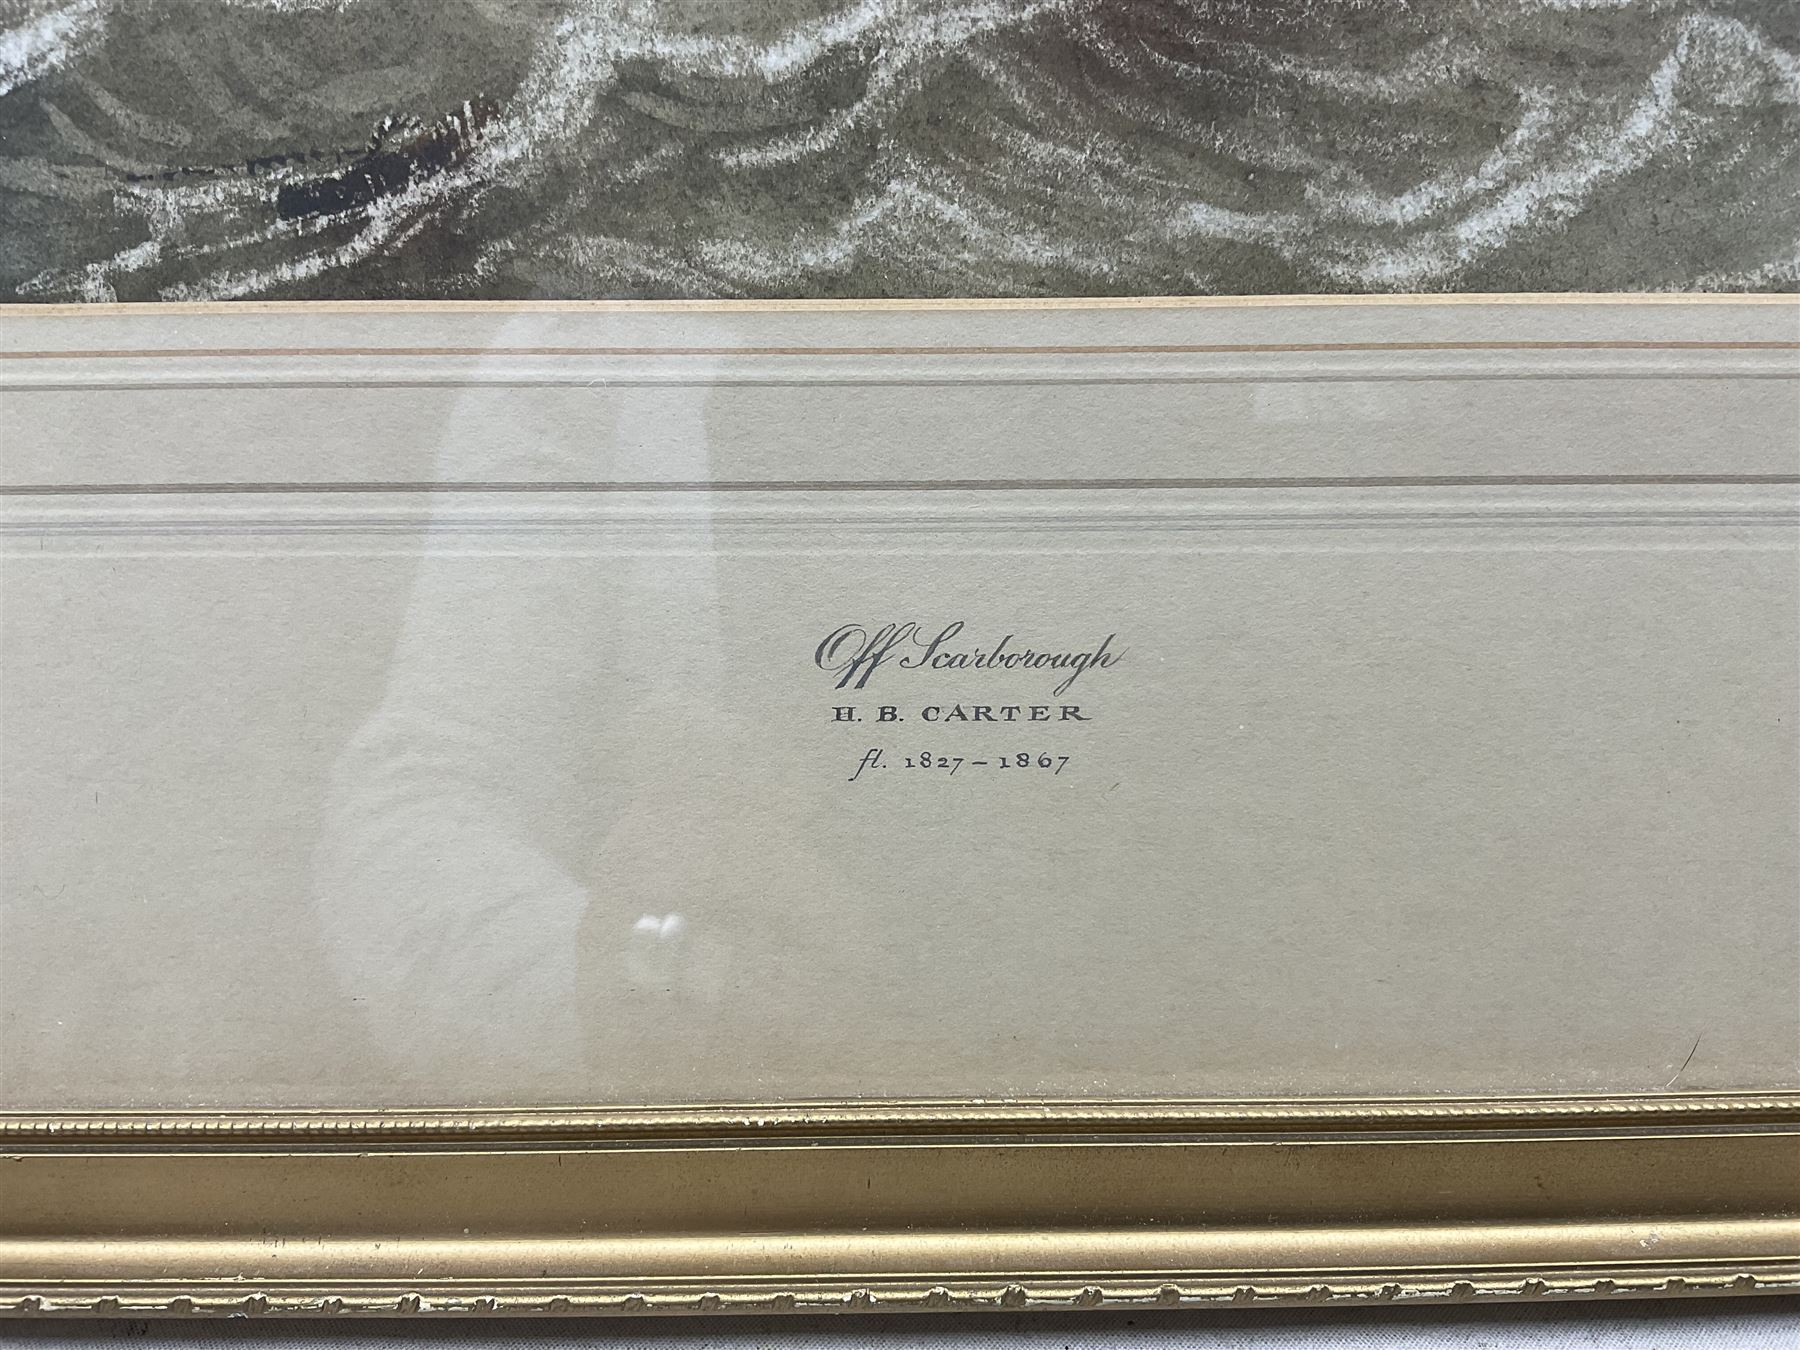 Off Scarborough
H. B. CARTER
fl. 1827 - 1867